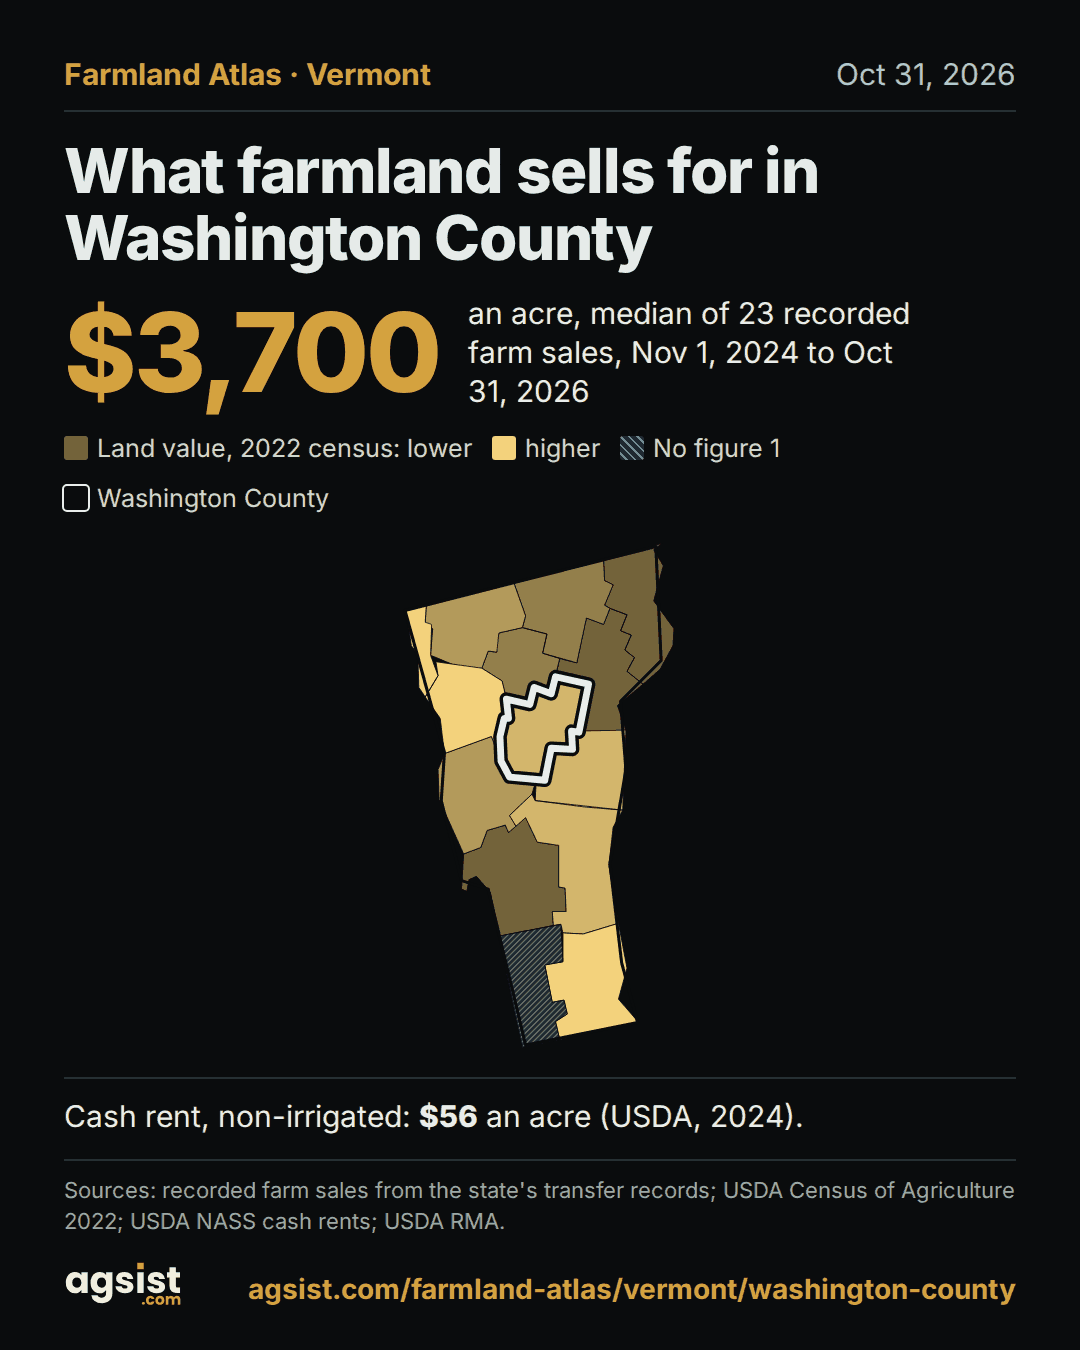 Farmland Atlas · Vermont
Oct 31, 2026
What farmland sells for in
Washington County
$3,700
an acre, median of 23 recorded
farm sales, Nov 1, 2024 to Oct
31, 2026
Land value, 2022 census: lower
higher
No figure 1
Washington County
Cash rent, non-irrigated: $56 an acre (USDA, 2024).
Sources: recorded farm sales from the state's transfer records; USDA Census of Agriculture
2022; USDA NASS cash rents; USDA RMA.
agsist
.com
agsist.com/farmland-atlas/vermont/washington-county